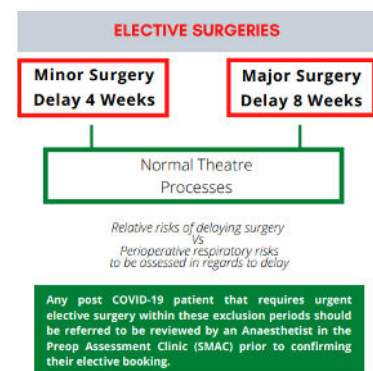 ELECTIVE SURGERIES
Minor Surgery
Delay 4 Weeks
Major Surgery
Delay 8 Weeks
Normal Theatre
Processes
Relative risks of delaying surgery
Vs
Perioperative respiratory risks
to be assessed in regards to delay
Any post COVID-19 patient that requires urgent
elective surgery within these exclusion periods should
be referred to be reviewed by an Anaesthetist in the
Preop Assessment Clinic (SMAC) prior to confirming
their elective booking.